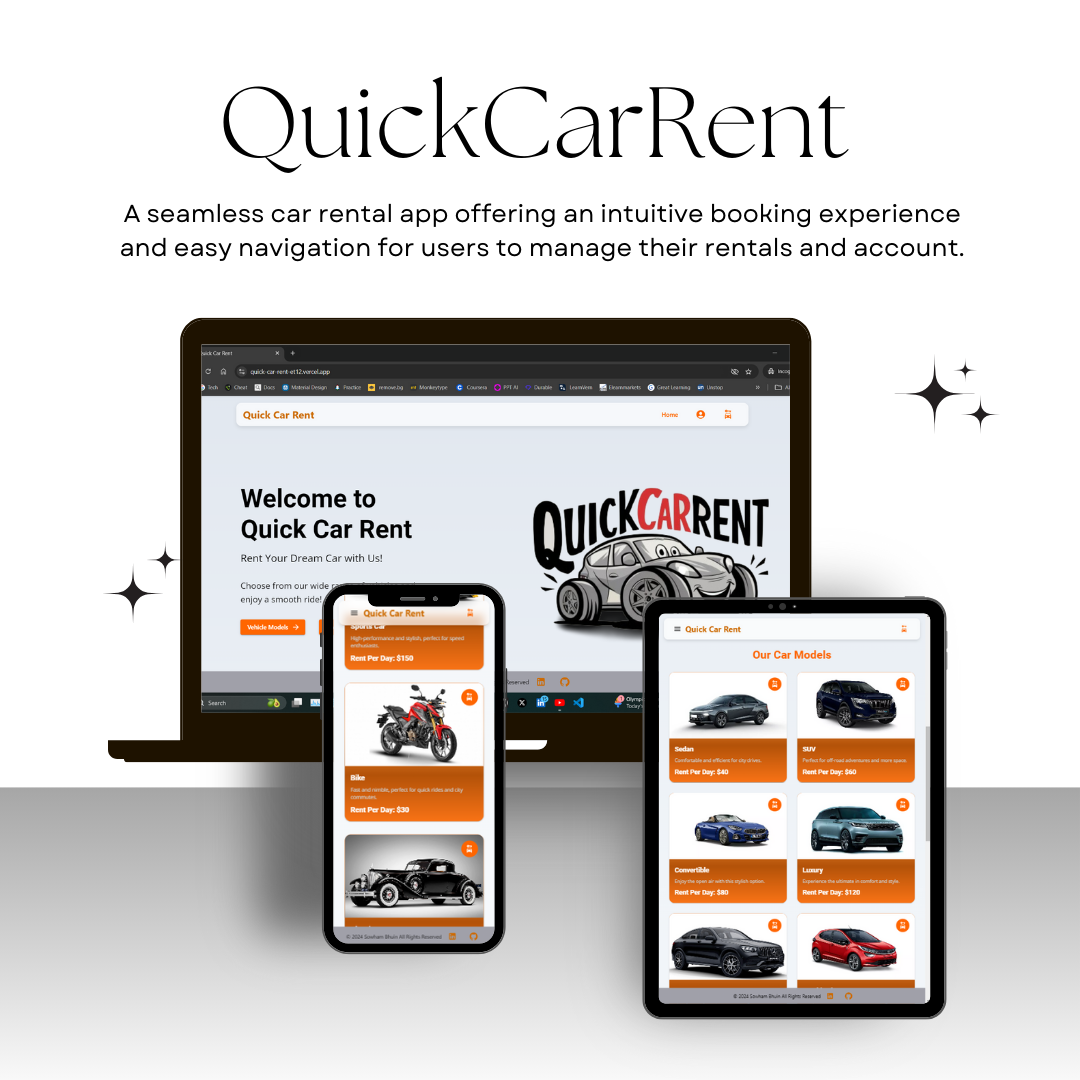 QuickCarRent
A seamless car rental app offering an intuitive booking experience
and easy navigation for users to manage their rentals and account.
Quick Car Rent
quick-car-rent-et12.vercel.app
Tech Cheat Docs Material Design Practice remove.bg Monkeytype Coursera PPT AI Durable LearnVern Elearnmarkets Great Learning Unstop
Quick Car Rent
Home
Welcome to
Quick Car Rent
Rent Your Dream Car with Us!
Choose from our wide
enjoy a smooth ride!
Vehicle Models
QUICKCARRENT
Reserved
Search
Quick Car Rent
Sports Car
High-performance and stylish, perfect for speed
enthusiasts.
Rent Per Day: $150
Bike
Fast and nimble, perfect for quick rides and city
commutes.
Rent Per Day: $30
© 2024 Sowham Bhuin All Rights Reserved
Quick Car Rent
Our Car Models
Sedan
Comfortable and efficient for city drives.
Rent Per Day: $40
SUV
Perfect for off-road adventures and more space.
Rent Per Day: $60
Convertible
Enjoy the open air with this stylish option.
Rent Per Day: $80
Luxury
Experience the ultimate in comfort and style.
Rent Per Day: $120
© 2024 Sowham Bhuin All Rights Reserved